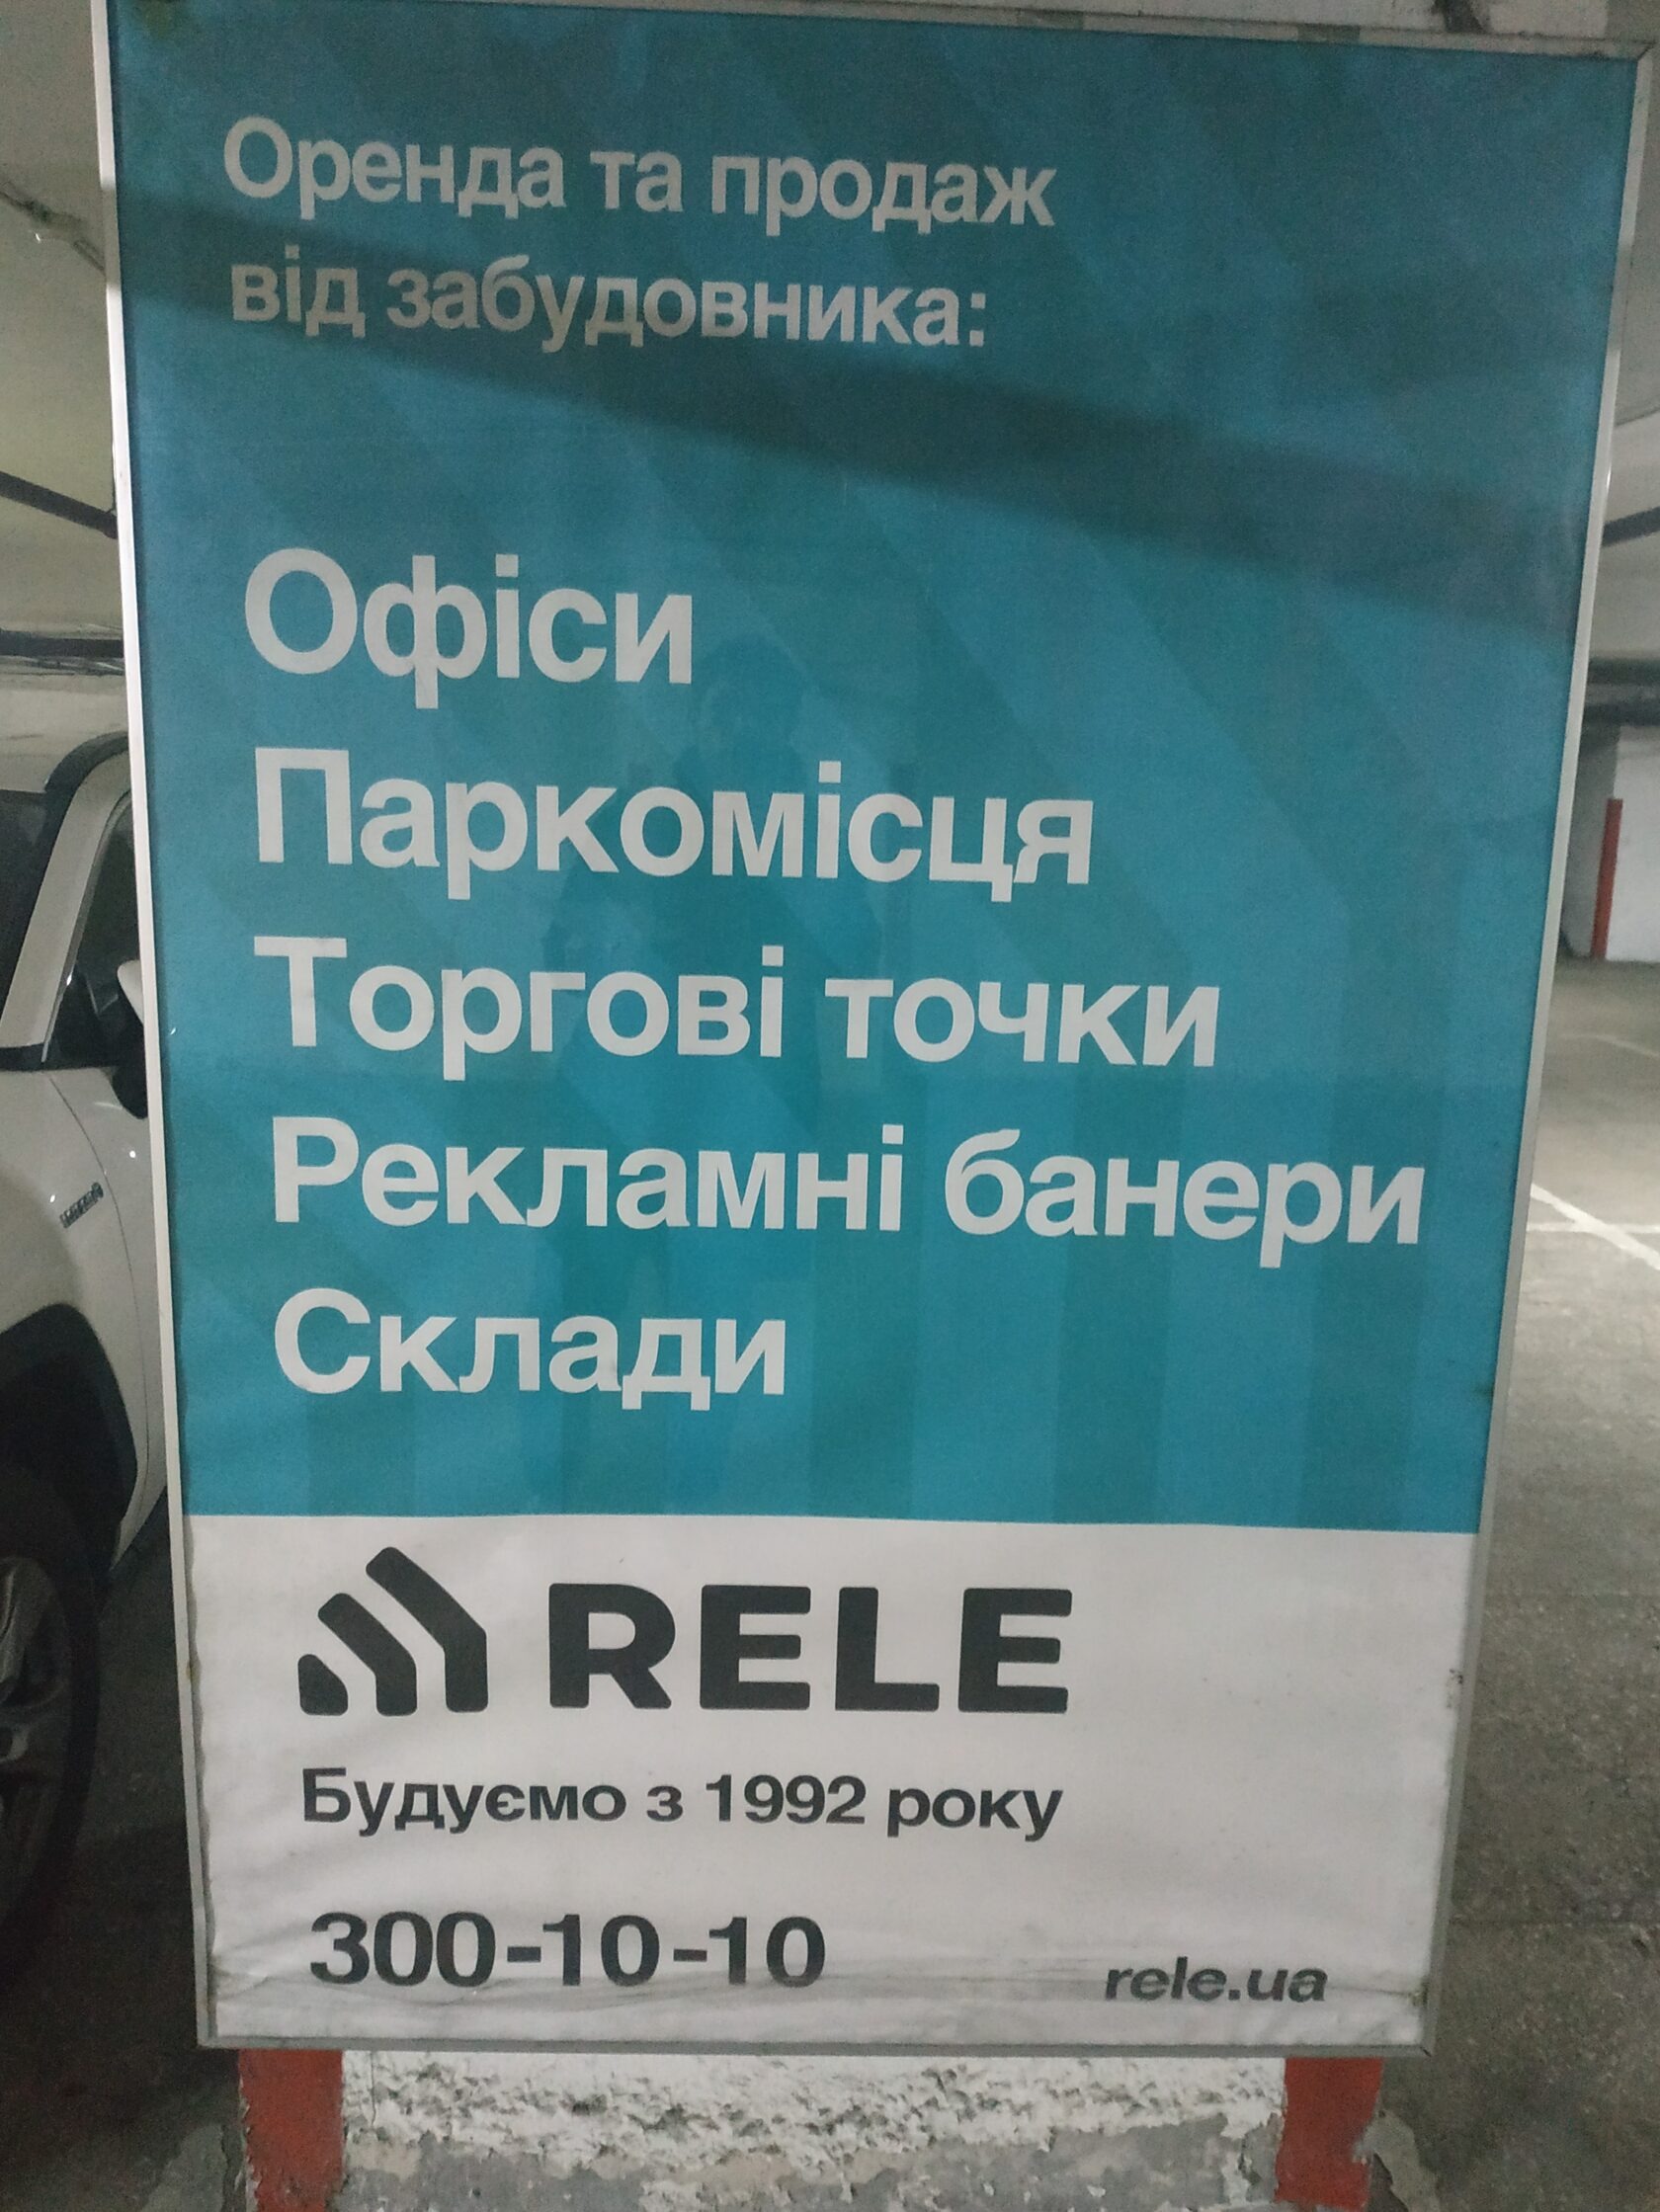 Оренда та продаж
від забудовника:
Офіси
Паркомісця
Торгові точки
Рекламні банери
Склади
RELE
Будуємо з 1992 року
300-10-10
rele.ua